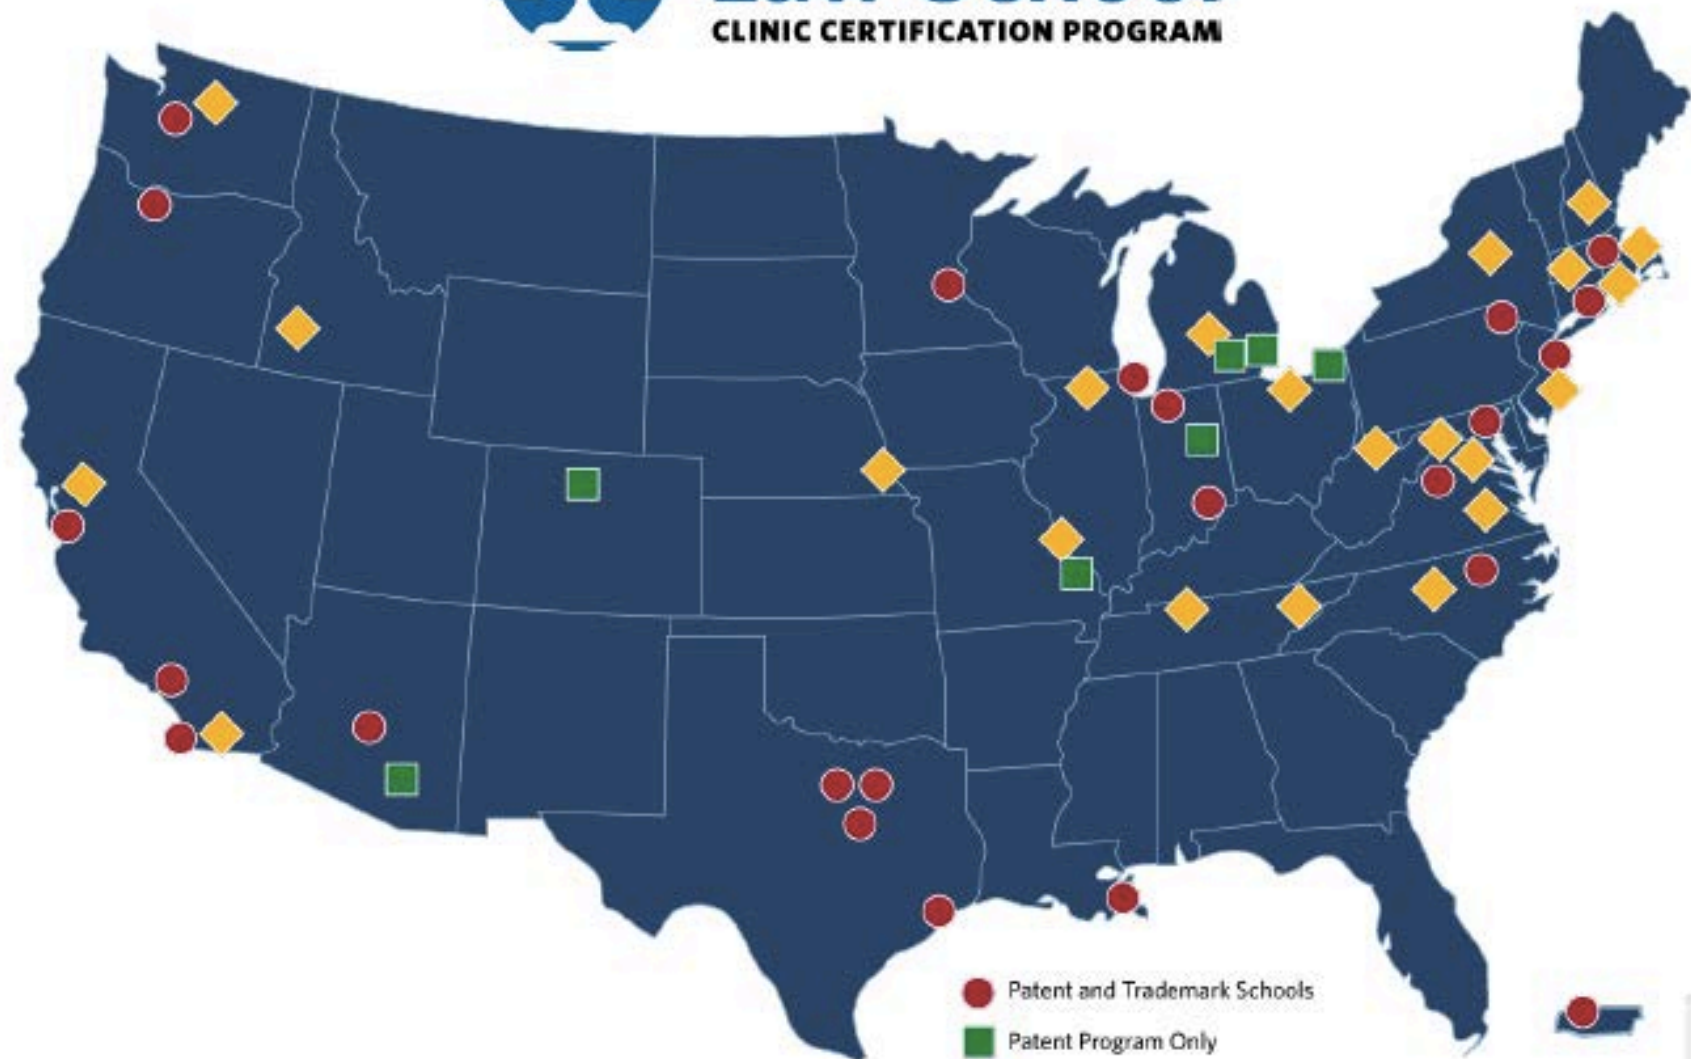 CLINIC CERTIFICATION PROGRAM
Patent and Trademark Schools
Patent Program Only